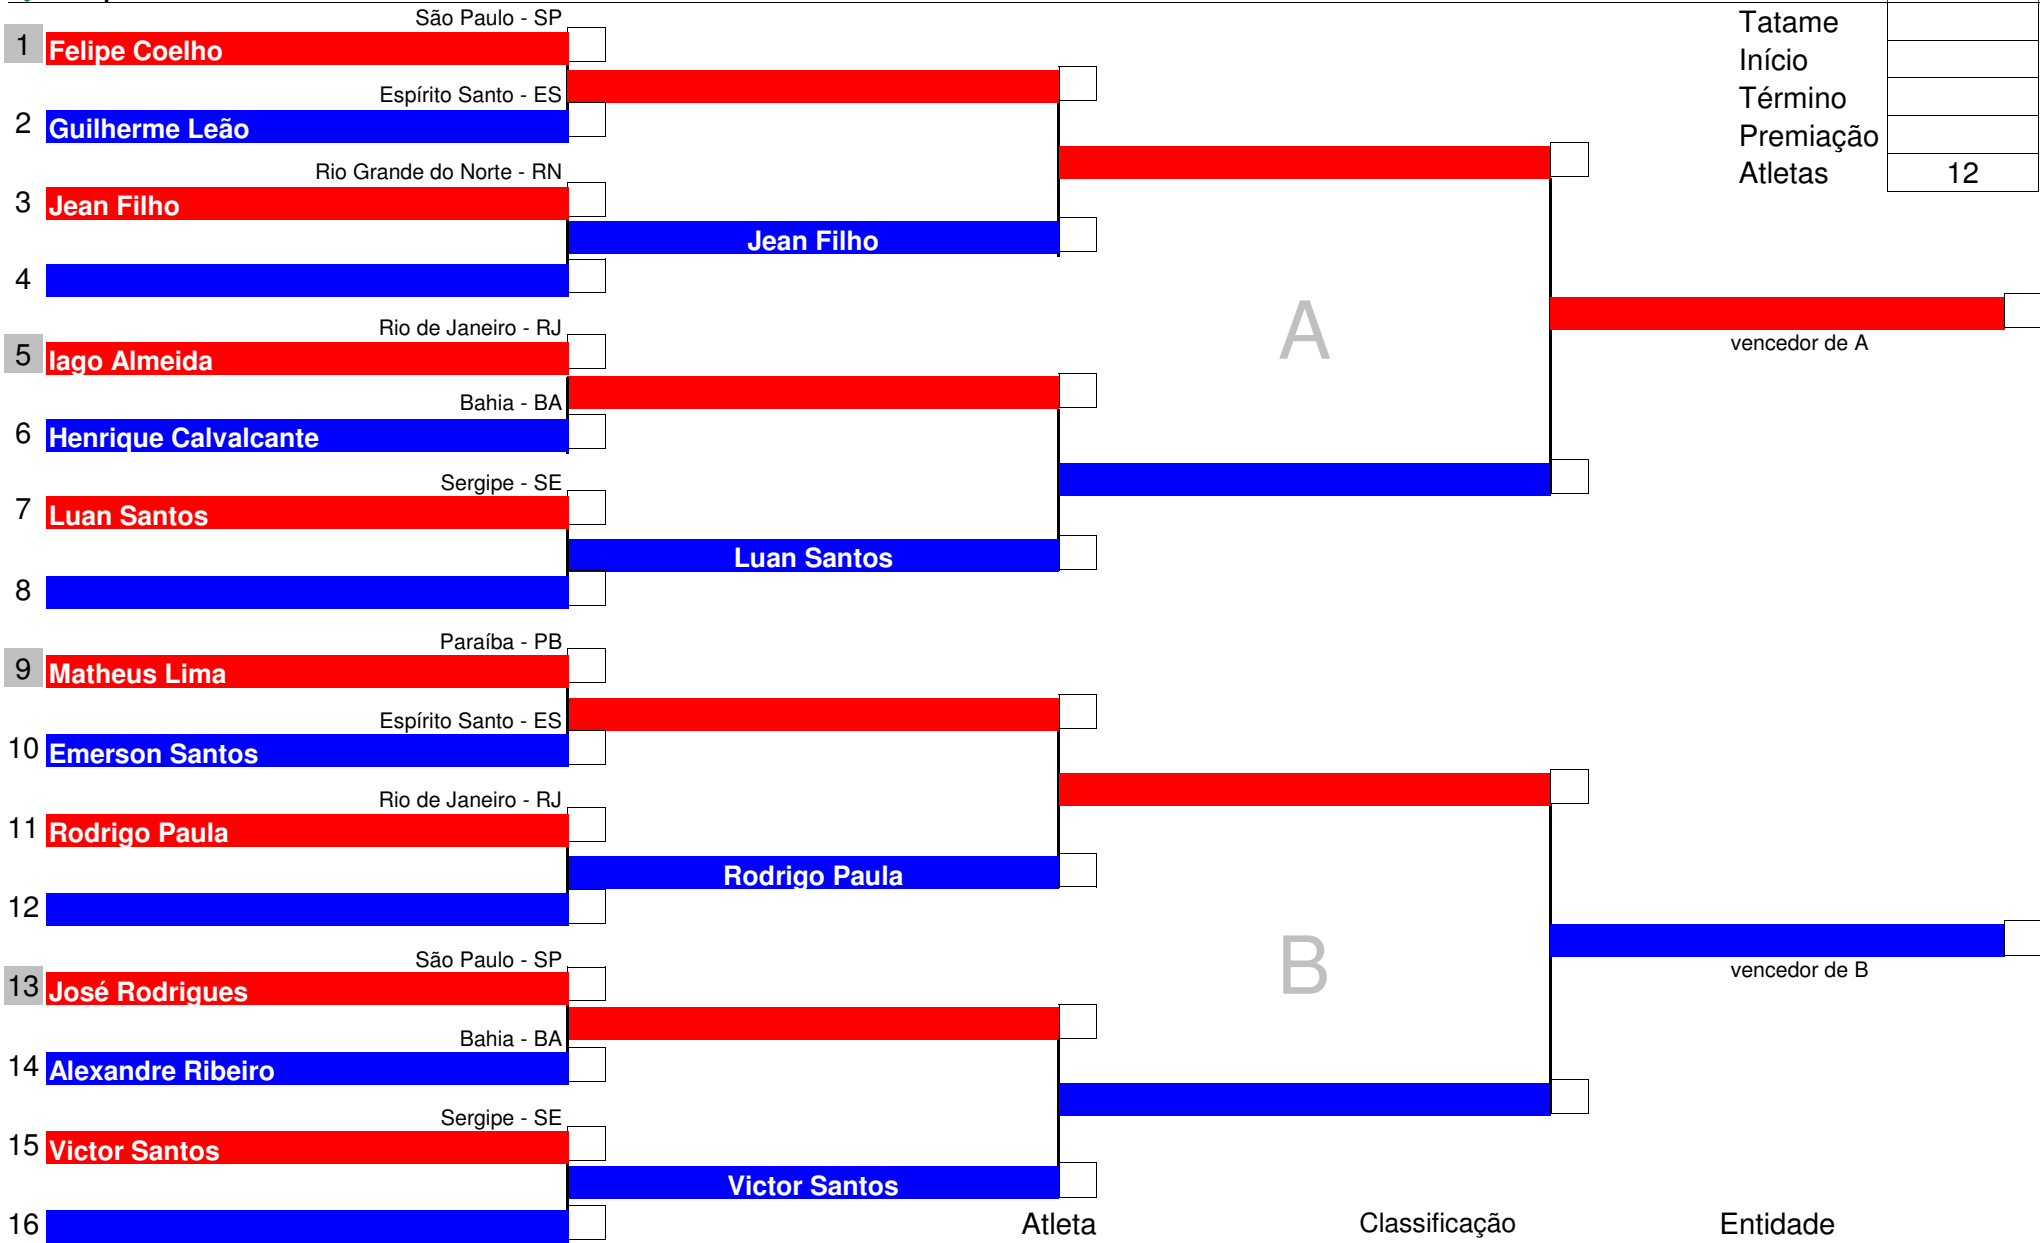 São Paulo - SP
1 Felipe Coelho
Espírito Santo - ES
2 Guilherme Leão
Rio Grande do Norte - RN
3 Jean Filho
Jean Filho
4
Rio de Janeiro - RJ
5 Iago Almeida
Bahia - BA
6 Henrique Calvalcante
Sergipe - SE
7 Luan Santos
Luan Santos
8
Paraíba - PB
9 Matheus Lima
Espírito Santo - ES
10 Emerson Santos
Rio de Janeiro - RJ
11 Rodrigo Paula
Rodrigo Paula
12
São Paulo - SP
13 José Rodrigues
Bahia - BA
14 Alexandre Ribeiro
Sergipe - SE
15 Victor Santos
Victor Santos
16
A
B
vencedor de A
vencedor de B
Tatame
Início
Término
Premiação
Atletas 12
Atleta Classificação Entidade